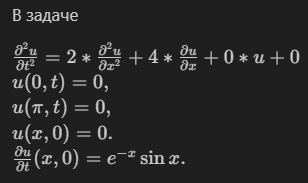 В задаче
∂²u/∂t² = 2 * ∂²u/∂x² + 4 * ∂u/∂x + 0 * u + 0
u(0, t) = 0,
u(π, t) = 0,
u(x, 0) = 0.
∂u/∂t (x, 0) = e⁻ˣ sin x.